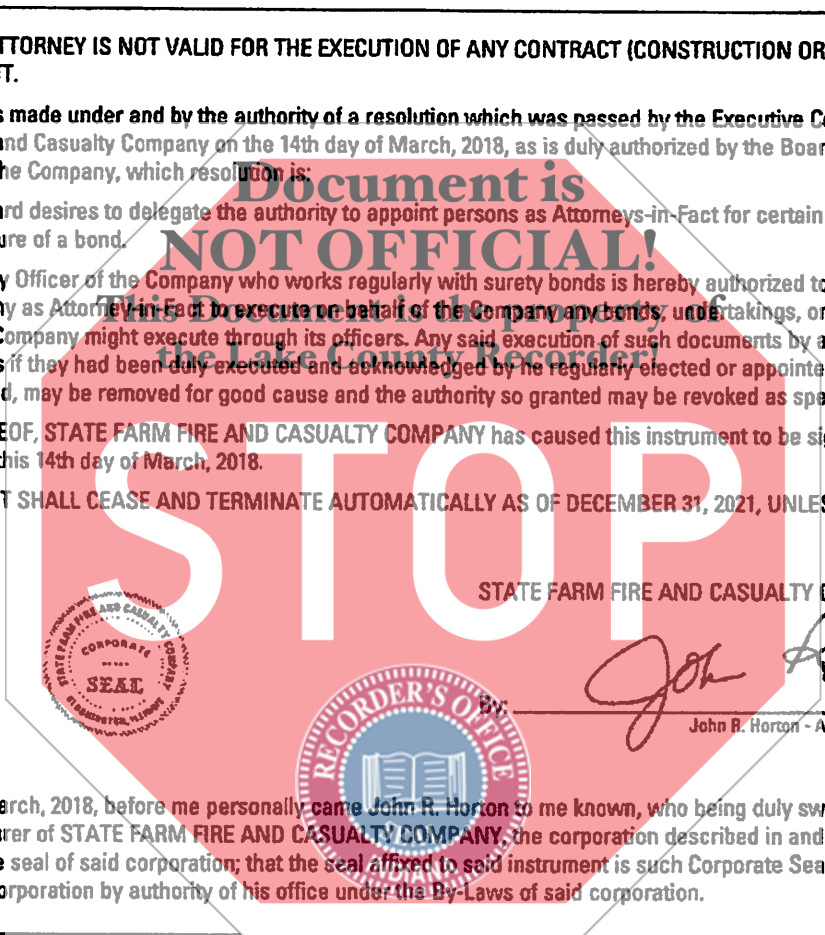 TTORNEY IS NOT VALID FOR THE EXECUTION OF ANY CONTRACT (CONSTRUCTION OR
CT.
s made under and by the authority of a resolution which was passed by the Executive C
nd Casualty Company on the 14th day of March, 2018, as is duly authorized by the Boar
he Company, which resolution is:
Document is
rd desires to delegate the authority to appoint persons as Attorneys-in-Fact for certain
ure of a bond.
NOT OFFICIAL!
y Officer of the Company who works regularly with surety bonds is hereby authorized to
ny as Attorney-in-Fact to execute on behalf of the Company any bonds, undertakings, or
This Document is the property of
Company might execute through its officers. Any said execution of such documents by a
the Lake County Recorder!
s if they had been duly executed and acknowledged by he regularly elected or appointe
d, may be removed for good cause and the authority so granted may be revoked as spe
EOF, STATE FARM FIRE AND CASUALTY COMPANY has caused this instrument to be si
his 14th day of March, 2018.
T SHALL CEASE AND TERMINATE AUTOMATICALLY AS OF DECEMBER 31, 2021, UNLES
STOP
STATE FARM FIRE AND CASUALTY
STATE FARM FIRE AND CASUALTY COMPANY
CORPORATE
SEAL
By:
John R. Horton - A
RECORDER'S OFFICE
INDIANA
arch, 2018, before me personally came John R. Horton to me known, who being duly sw
rer of STATE FARM FIRE AND CASUALTY COMPANY, the corporation described in and
e seal of said corporation; that the seal affixed to said instrument is such Corporate Sea
orporation by authority of his office under the By-Laws of said corporation.